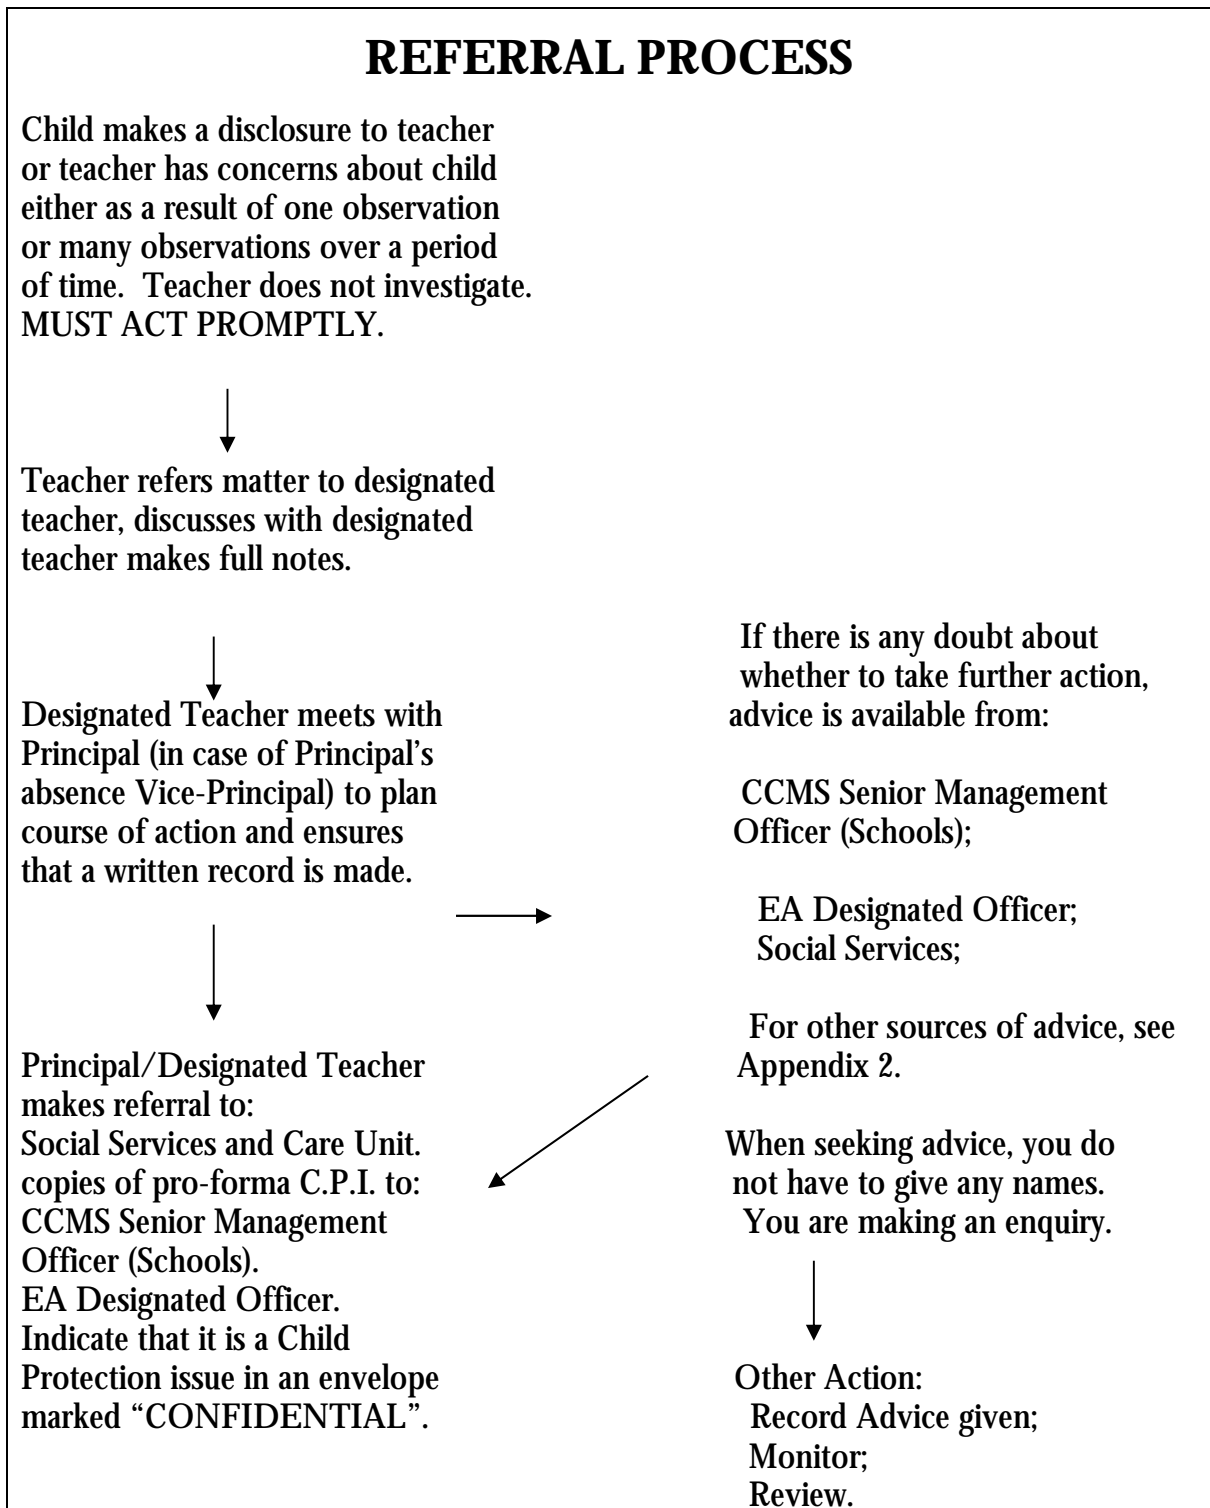 REFERRAL PROCESS
Child makes a disclosure to teacher
or teacher has concerns about child
either as a result of one observation
or many observations over a period
of time.  Teacher does not investigate.
MUST ACT PROMPTLY.
Teacher refers matter to designated
teacher, discusses with designated
teacher makes full notes.
Designated Teacher meets with
Principal (in case of Principal’s
absence Vice-Principal) to plan
course of action and ensures
that a written record is made.
If there is any doubt about
whether to take further action,
advice is available from:
CCMS Senior Management
Officer (Schools);
EA Designated Officer;
Social Services;
For other sources of advice, see
Appendix 2.
When seeking advice, you do
not have to give any names.
You are making an enquiry.
Principal/Designated Teacher
makes referral to:
Social Services and Care Unit.
copies of pro-forma C.P.I. to:
CCMS Senior Management
Officer (Schools).
EA Designated Officer.
Indicate that it is a Child
Protection issue in an envelope
marked “CONFIDENTIAL”.
Other Action:
Record Advice given;
Monitor;
Review.